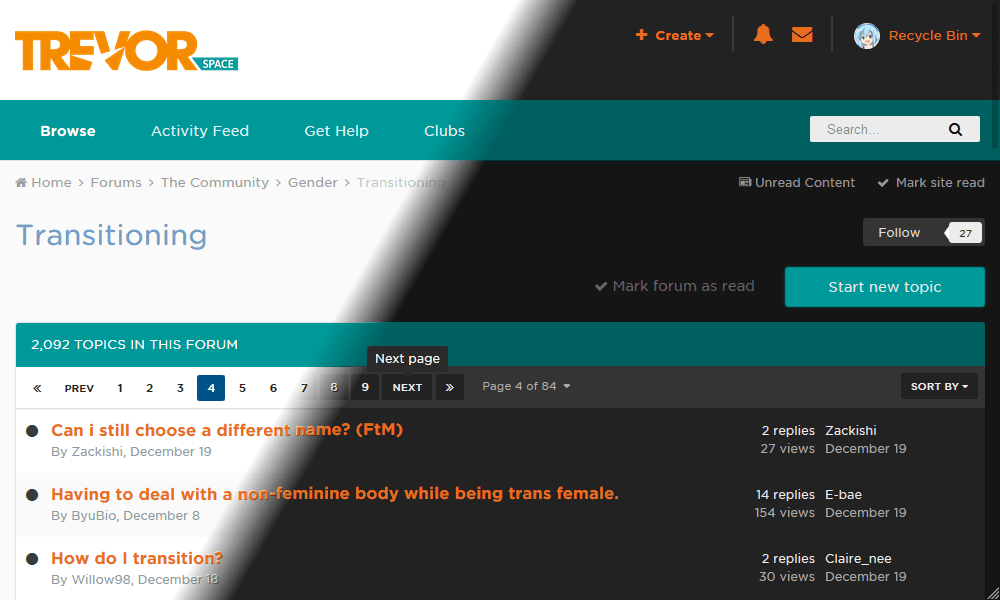 TREVOR SPACE
+ Create
Recycle Bin
Browse
Activity Feed
Get Help
Clubs
Search...
Home > Forums > The Community > Gender > Transitioning
Unread Content
Mark site read
Transitioning
Follow 27
Mark forum as read
Start new topic
2,092 TOPICS IN THIS FORUM
Next page
« PREV 1 2 3 4 5 6 7 8 9 NEXT » Page 4 of 84
SORT BY
Can i still choose a different name? (FtM)
By Zackishi, December 19
2 replies Zackishi
27 views December 19
Having to deal with a non-feminine body while being trans female.
By ByuBio, December 8
14 replies E-bae
154 views December 19
How do I transition?
By Willow98, December 18
2 replies Claire_nee
30 views December 19